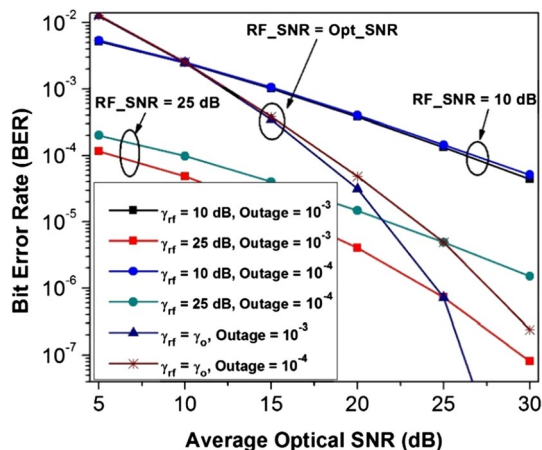 10⁻²
10⁻³
10⁻⁴
10⁻⁵
10⁻⁶
10⁻⁷
Bit Error Rate (BER)
RF_SNR = Opt_SNR
RF_SNR = 25 dB
RF_SNR = 10 dB
γrf = 10 dB, Outage = 10⁻³
γrf = 25 dB, Outage = 10⁻³
γrf = 10 dB, Outage = 10⁻⁴
γrf = 25 dB, Outage = 10⁻⁴
γrf = γo, Outage = 10⁻³
γrf = γo, Outage = 10⁻⁴
5 10 15 20 25 30
Average Optical SNR (dB)